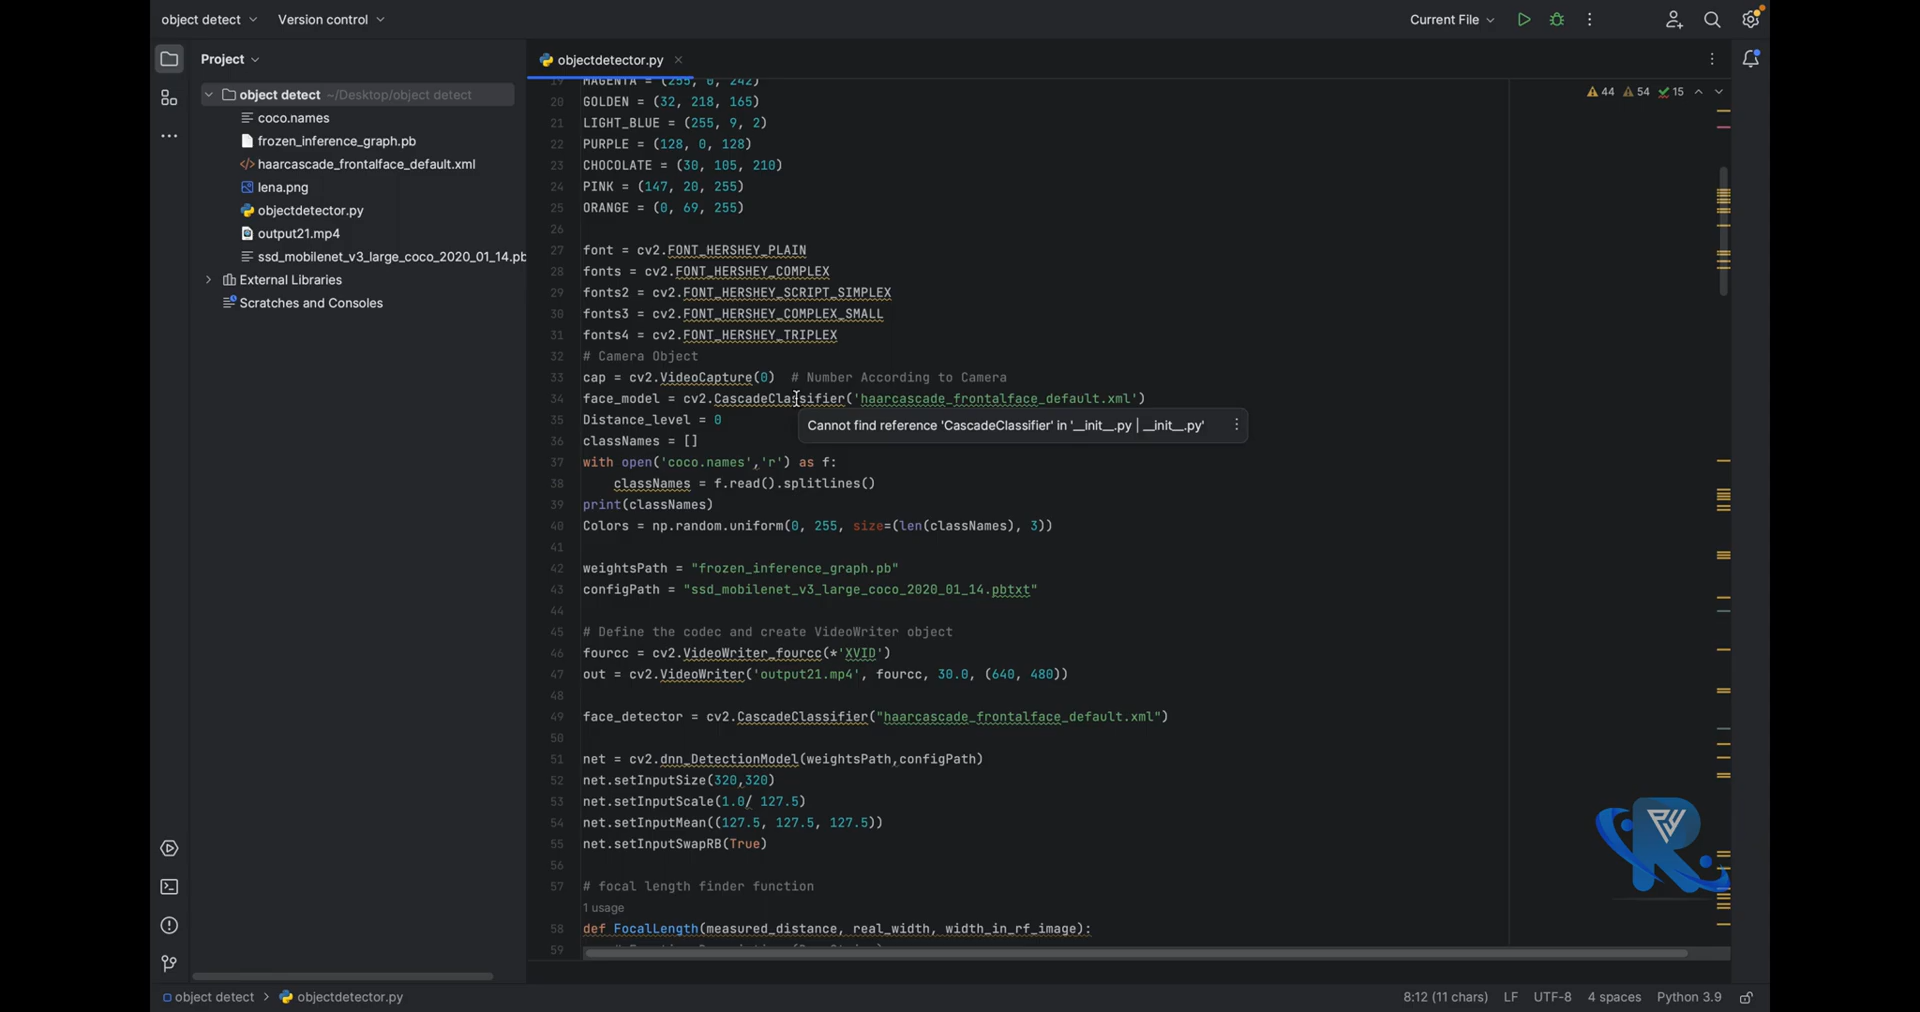 object detect
Version control
Current File
Project
objectdetector.py
object detect ~/Desktop/object detect
coco.names
frozen_inference_graph.pb
haarcascade_frontalface_default.xml
lena.png
objectdetector.py
output21.mp4
ssd_mobilenet_v3_large_coco_2020_01_14.pb
External Libraries
Scratches and Consoles
44 54 15
19 MAGENTA = (255, 0, 242)
20 GOLDEN = (32, 218, 165)
21 LIGHT_BLUE = (255, 9, 2)
22 PURPLE = (128, 0, 128)
23 CHOCOLATE = (30, 105, 210)
24 PINK = (147, 20, 255)
25 ORANGE = (0, 69, 255)
26
27 font = cv2.FONT_HERSHEY_PLAIN
28 fonts = cv2.FONT_HERSHEY_COMPLEX
29 fonts2 = cv2.FONT_HERSHEY_SCRIPT_SIMPLEX
30 fonts3 = cv2.FONT_HERSHEY_COMPLEX_SMALL
31 fonts4 = cv2.FONT_HERSHEY_TRIPLEX
32 # Camera Object
33 cap = cv2.VideoCapture(0)  # Number According to Camera
34 face_model = cv2.CascadeClassifier('haarcascade_frontalface_default.xml')
35 Distance_level = 0
Cannot find reference 'CascadeClassifier' in '__init__.py | __init__.py'
36 classNames = []
37 with open('coco.names','r') as f:
38     classNames = f.read().splitlines()
39 print(classNames)
40 Colors = np.random.uniform(0, 255, size=(len(classNames), 3))
41
42 weightsPath = "frozen_inference_graph.pb"
43 configPath = "ssd_mobilenet_v3_large_coco_2020_01_14.pbtxt"
44
45 # Define the codec and create VideoWriter object
46 fourcc = cv2.VideoWriter_fourcc(*'XVID')
47 out = cv2.VideoWriter('output21.mp4', fourcc, 30.0, (640, 480))
48
49 face_detector = cv2.CascadeClassifier("haarcascade_frontalface_default.xml")
50
51 net = cv2.dnn_DetectionModel(weightsPath,configPath)
52 net.setInputSize(320,320)
53 net.setInputScale(1.0/ 127.5)
54 net.setInputMean((127.5, 127.5, 127.5))
55 net.setInputSwapRB(True)
56
57 # focal length finder function
1 usage
58 def FocalLength(measured_distance, real_width, width_in_rf_image):
59
object detect > objectdetector.py
8:12 (11 chars) LF UTF-8 4 spaces Python 3.9